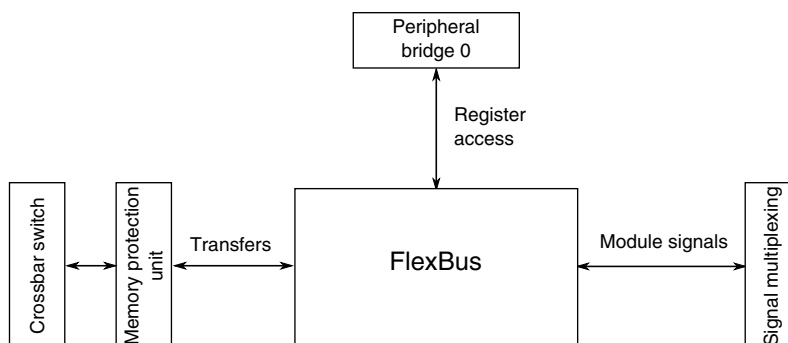 Peripheral
bridge 0
Register
access
Crossbar switch
Memory protection
unit
Transfers
FlexBus
Module signals
Signal multiplexing